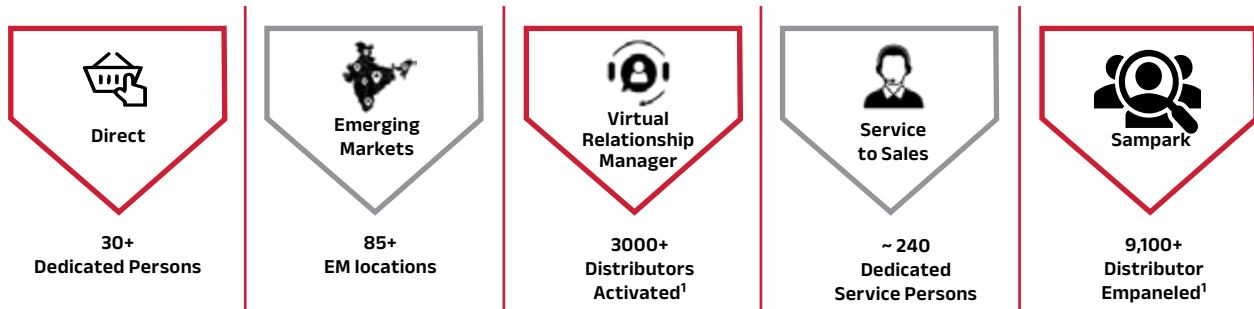 Direct
30+
Dedicated Persons
Emerging
Markets
85+
EM locations
Virtual
Relationship
Manager
3000+
Distributors
Activated¹
Service
to Sales
~ 240
Dedicated
Service Persons
Sampark
9,100+
Distributor
Empaneled¹